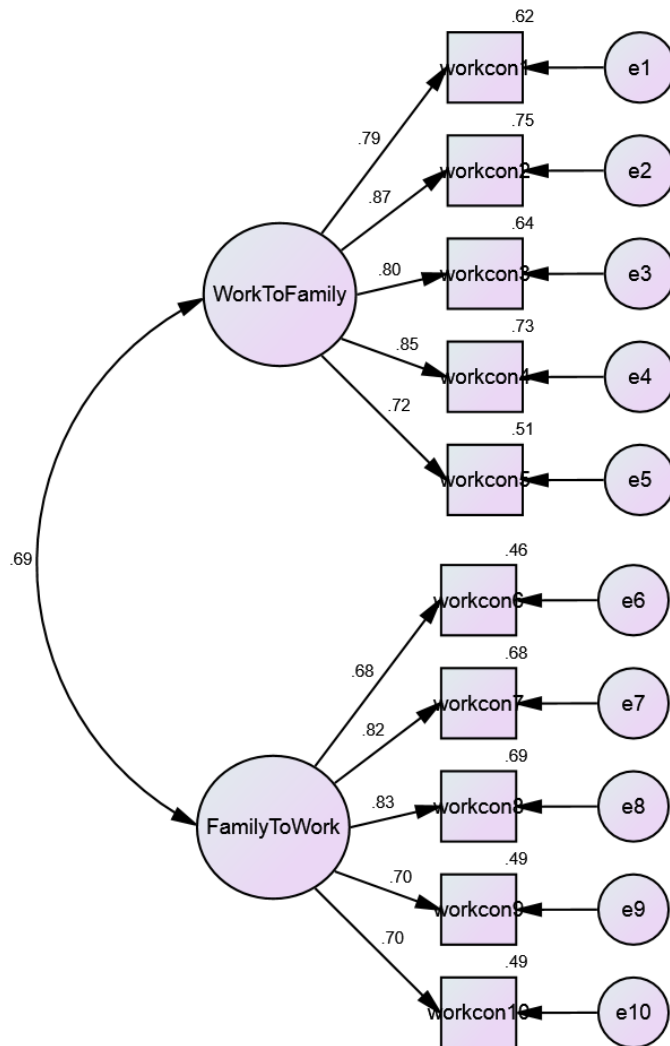 .62
workcon1
e1
.79
.75
workcon2
e2
.87
.64
workcon3
e3
.80
WorkToFamily
.73
workcon4
e4
.85
.72
.51
workcon5
e5
.69
.46
workcon6
e6
.68
.68
workcon7
e7
.82
.69
workcon8
e8
.83
FamilyToWork
.49
workcon9
e9
.70
.70
.49
workcon10
e10